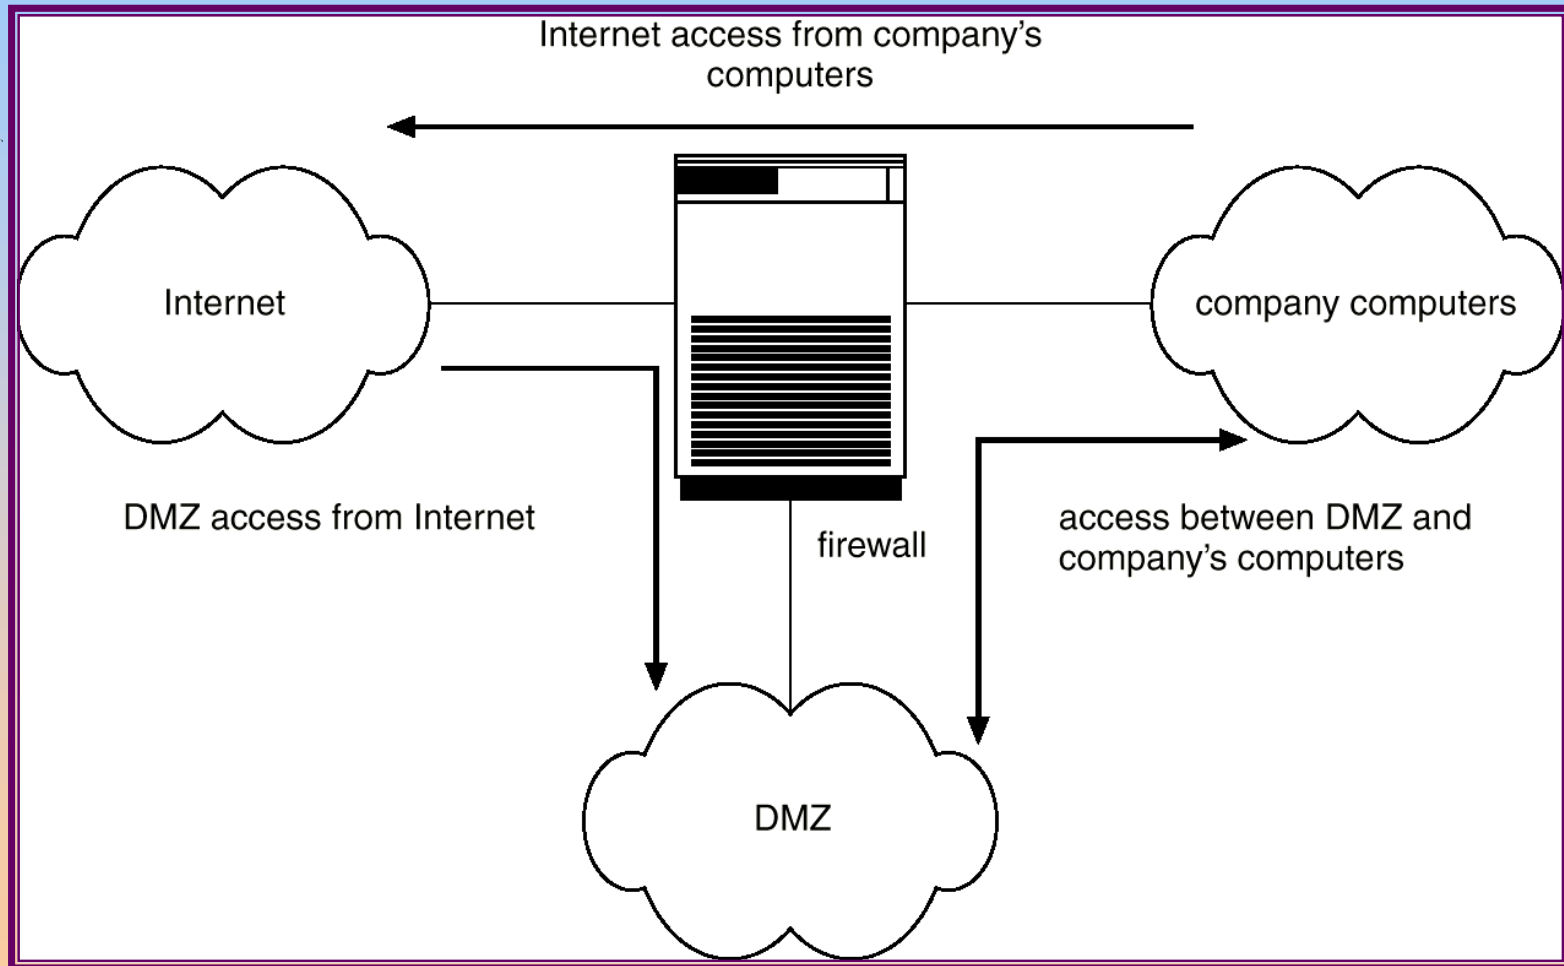 Internet access from company's
computers
Internet
company computers
DMZ access from Internet
firewall
access between DMZ and
company's computers
DMZ